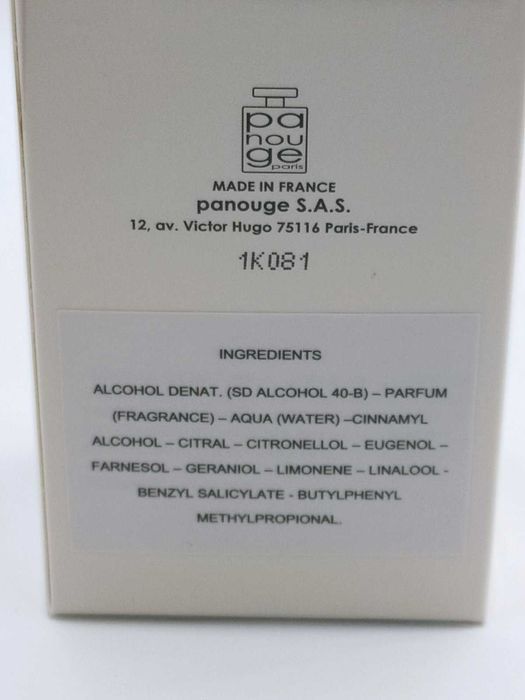 pa
nou
ge
paris
MADE IN FRANCE
panouge S.A.S.
12, av. Victor Hugo 75116 Paris-France
1K081
INGREDIENTS
ALCOHOL DENAT. (SD ALCOHOL 40-B) – PARFUM
(FRAGRANCE) – AQUA (WATER) –CINNAMYL
ALCOHOL – CITRAL – CITRONELLOL – EUGENOL –
FARNESOL – GERANIOL – LIMONENE – LINALOOL -
BENZYL SALICYLATE - BUTYLPHENYL
METHYLPROPIONAL.